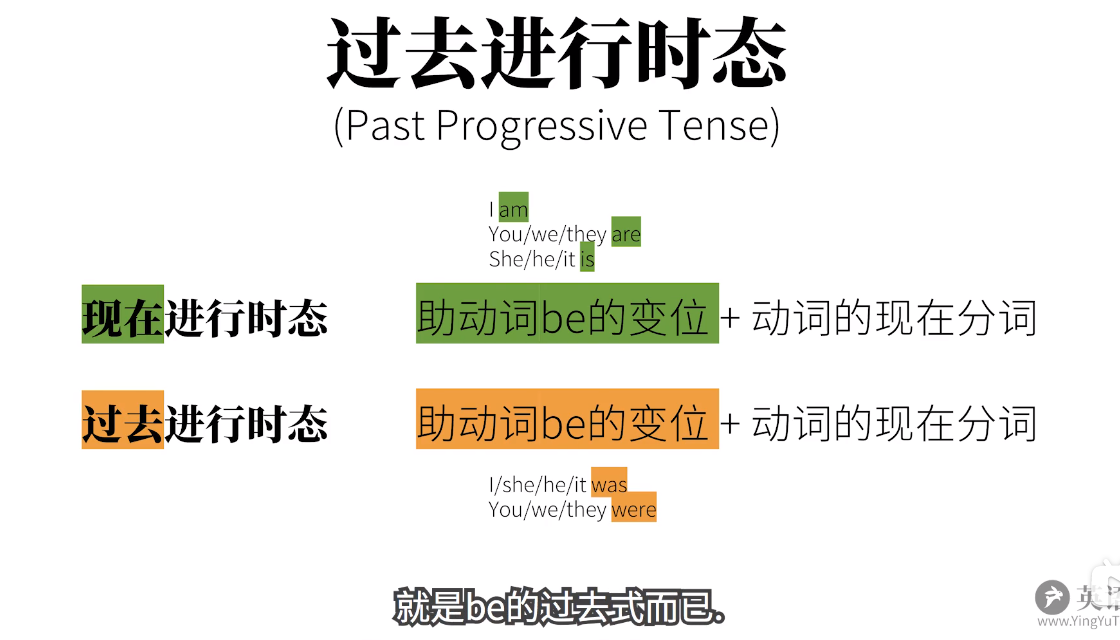 过去进行时态
(Past Progressive Tense)
I am
You/we/they are
She/he/it is
现在进行时态 助动词be的变位 + 动词的现在分词
过去进行时态 助动词be的变位 + 动词的现在分词
I/she/he/it was
You/we/they were
就是be的过去式而已.
英语
www.YingYuT